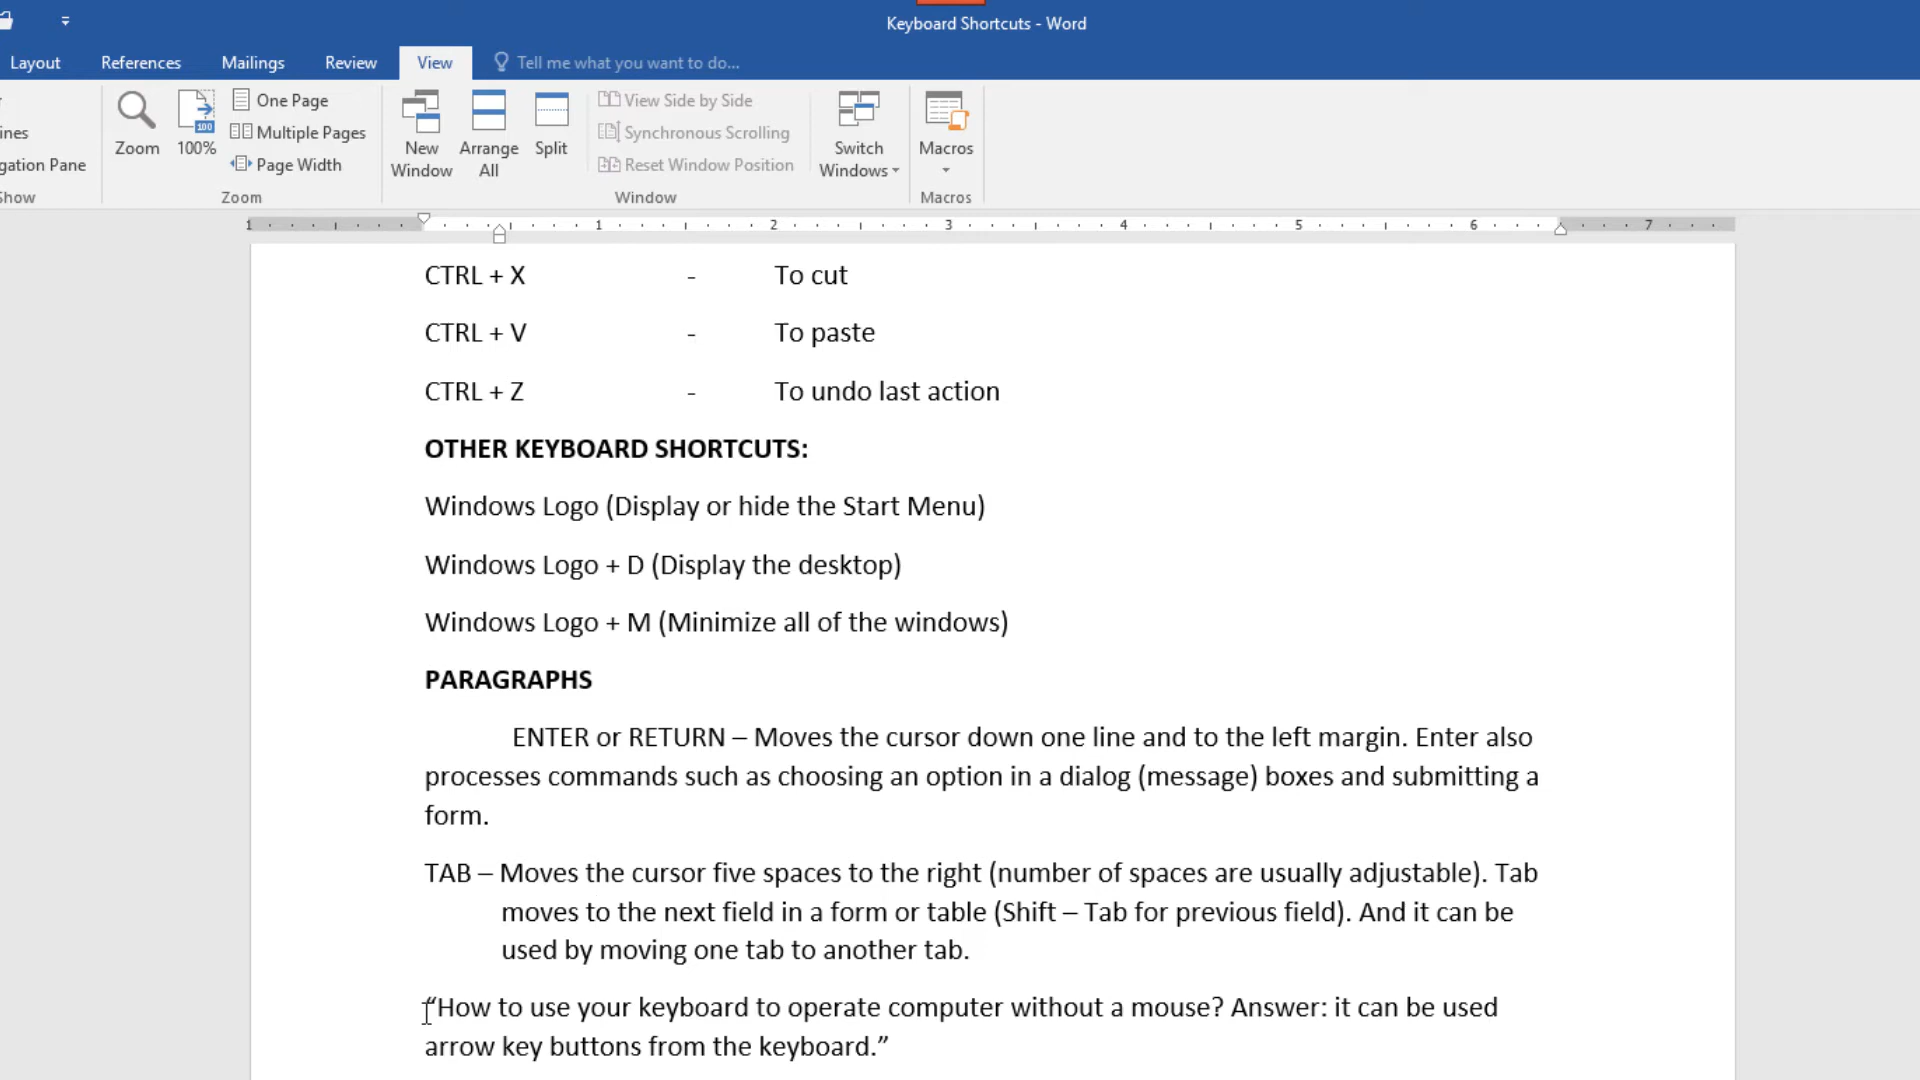 Keyboard Shortcuts - Word
Layout References Mailings Review View Tell me what you want to do...
One Page View Side by Side
ines Multiple Pages Synchronous Scrolling
Zoom 100% New Arrange Split Switch Macros
gation Pane Page Width Window All Reset Window Position Windows
Show Zoom Window Macros
1 1 2 3 4 5 6 7
CTRL + X - To cut
CTRL + V - To paste
CTRL + Z - To undo last action
OTHER KEYBOARD SHORTCUTS:
Windows Logo (Display or hide the Start Menu)
Windows Logo + D (Display the desktop)
Windows Logo + M (Minimize all of the windows)
PARAGRAPHS
ENTER or RETURN – Moves the cursor down one line and to the left margin. Enter also
processes commands such as choosing an option in a dialog (message) boxes and submitting a
form.
TAB – Moves the cursor five spaces to the right (number of spaces are usually adjustable). Tab
moves to the next field in a form or table (Shift – Tab for previous field). And it can be
used by moving one tab to another tab.
“How to use your keyboard to operate computer without a mouse? Answer: it can be used
arrow key buttons from the keyboard.”